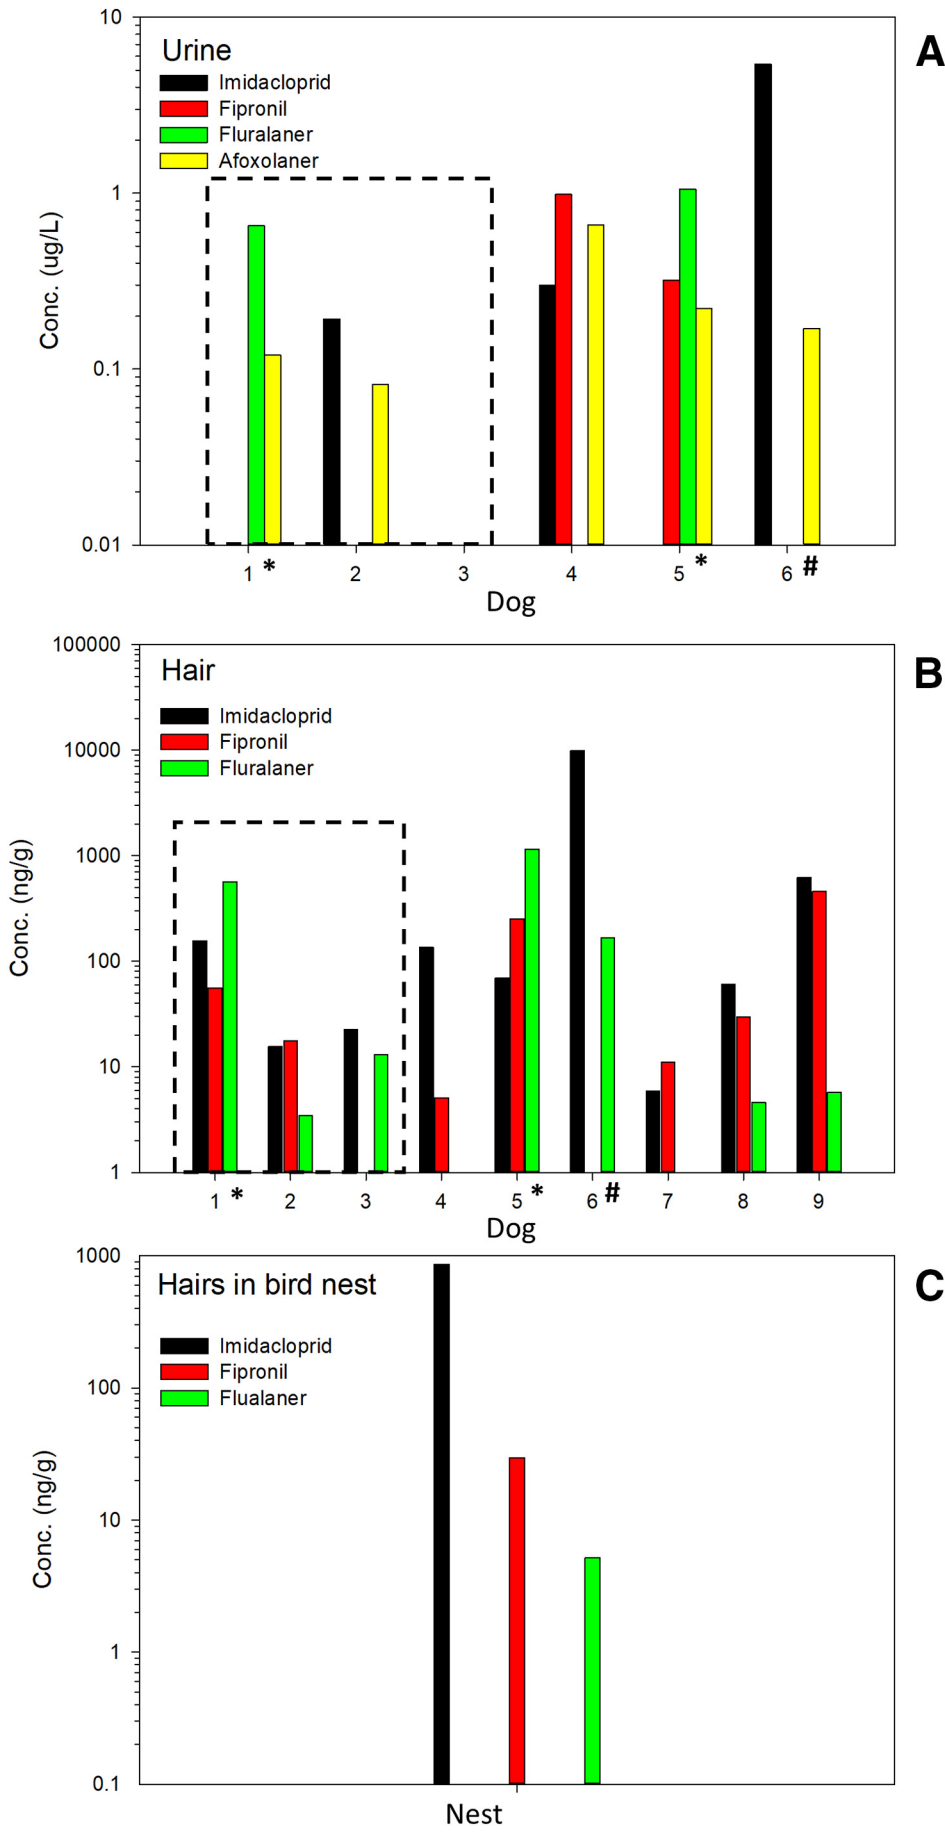 A
Urine
Imidacloprid
Fipronil
Fluralaner
Afoxolaner
10
1
0.1
0.01
Conc. (ug/L)
1 * 2 3 4 5 * 6 #
Dog
B
Hair
Imidacloprid
Fipronil
Fluralaner
100000
10000
1000
100
10
1
Conc. (ng/g)
1 * 2 3 4 5 * 6 # 7 8 9
Dog
C
Hairs in bird nest
Imidacloprid
Fipronil
Flualaner
1000
100
10
1
0.1
Conc. (ng/g)
Nest